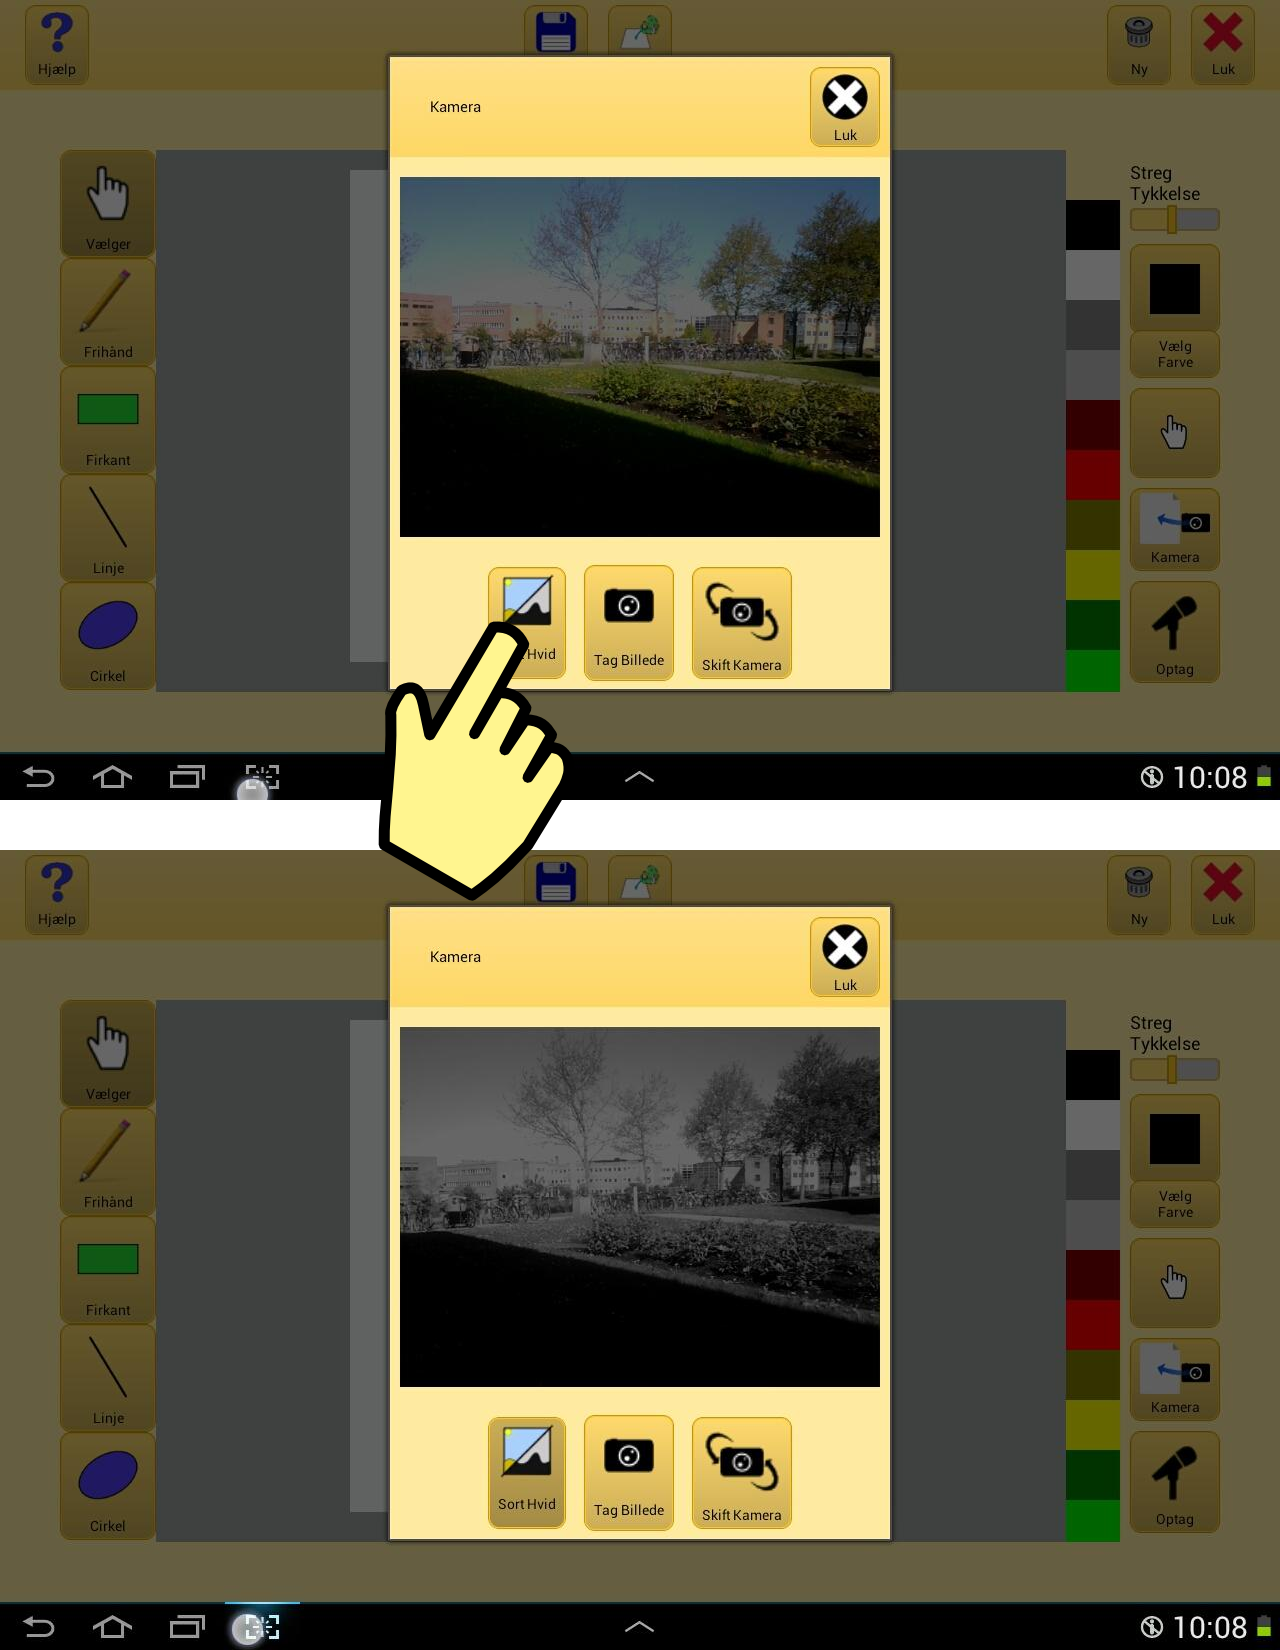 Hjælp
Ny
Luk
Kamera
Luk
Vælger
Frihånd
Firkant
Linje
Cirkel
Streg
Tykkelse
Vælg
Farve
Kamera
Optag
Hvid
Tag Billede
Skift Kamera
10:08
Hjælp
Ny
Luk
Kamera
Luk
Vælger
Frihånd
Firkant
Linje
Cirkel
Streg
Tykkelse
Vælg
Farve
Kamera
Optag
Sort Hvid
Tag Billede
Skift Kamera
10:08